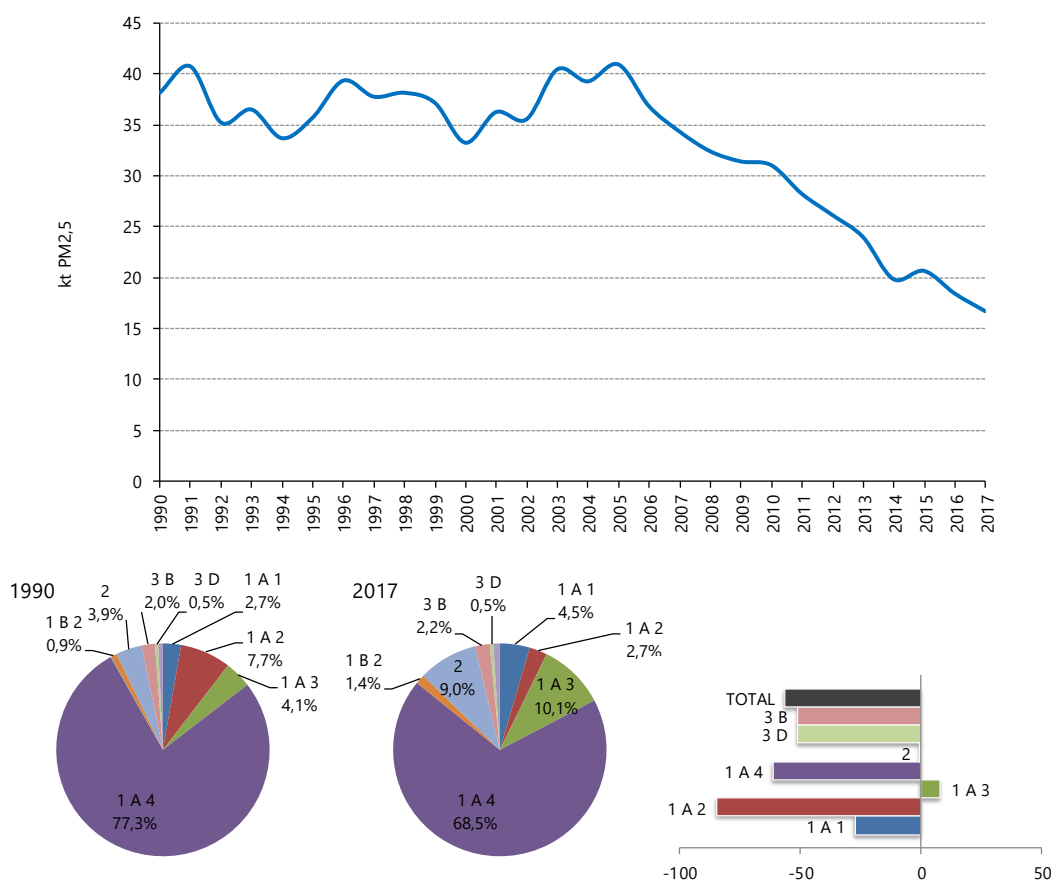 45
40
35
30
25
20
15
10
5
0
kt PM2,5
1990 1991 1992 1993 1994 1995 1996 1997 1998 1999 2000 2001 2002 2003 2004 2005 2006 2007 2008 2009 2010 2011 2012 2013 2014 2015 2016 2017
1990
1 B 2
0,9%
2
3,9%
3 B
2,0%
3 D
0,5%
1 A 1
2,7%
1 A 2
7,7%
1 A 3
4,1%
1 A 4
77,3%
2017
1 B 2
1,4%
2
9,0%
3 B
2,2%
3 D
0,5%
1 A 1
4,5%
1 A 2
2,7%
1 A 3
10,1%
1 A 4
68,5%
TOTAL
3 B
3 D
2
1 A 4
1 A 3
1 A 2
1 A 1
-100 -50 0 50